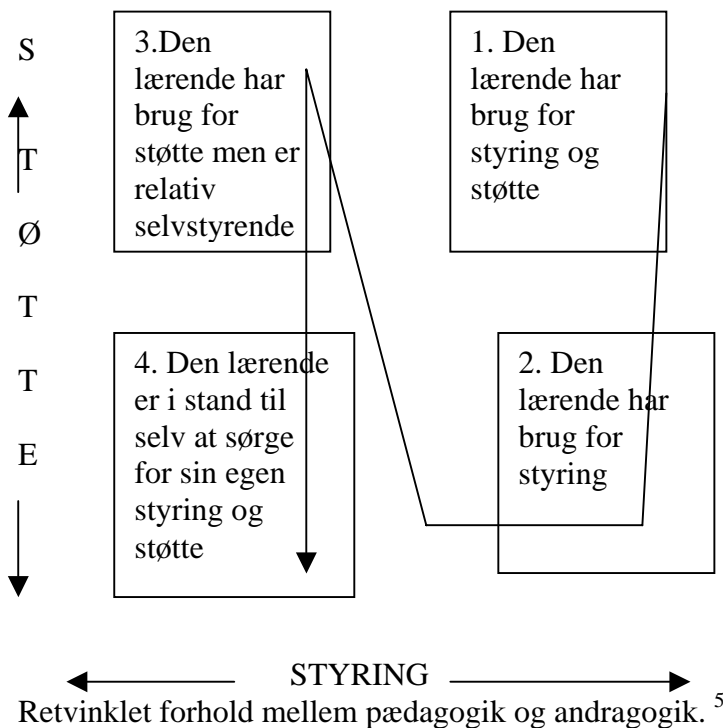 S
T
Ø
T
T
E
3.Den
lærende har
brug for
støtte men er
relativ
selvstyrende
1. Den
lærende har
brug for
styring og
støtte
4. Den lærende
er i stand til
selv at sørge
for sin egen
styring og
støtte
2. Den
lærende har
brug for
styring
STYRING
Retvinklet forhold mellem pædagogik og andragogik. 5